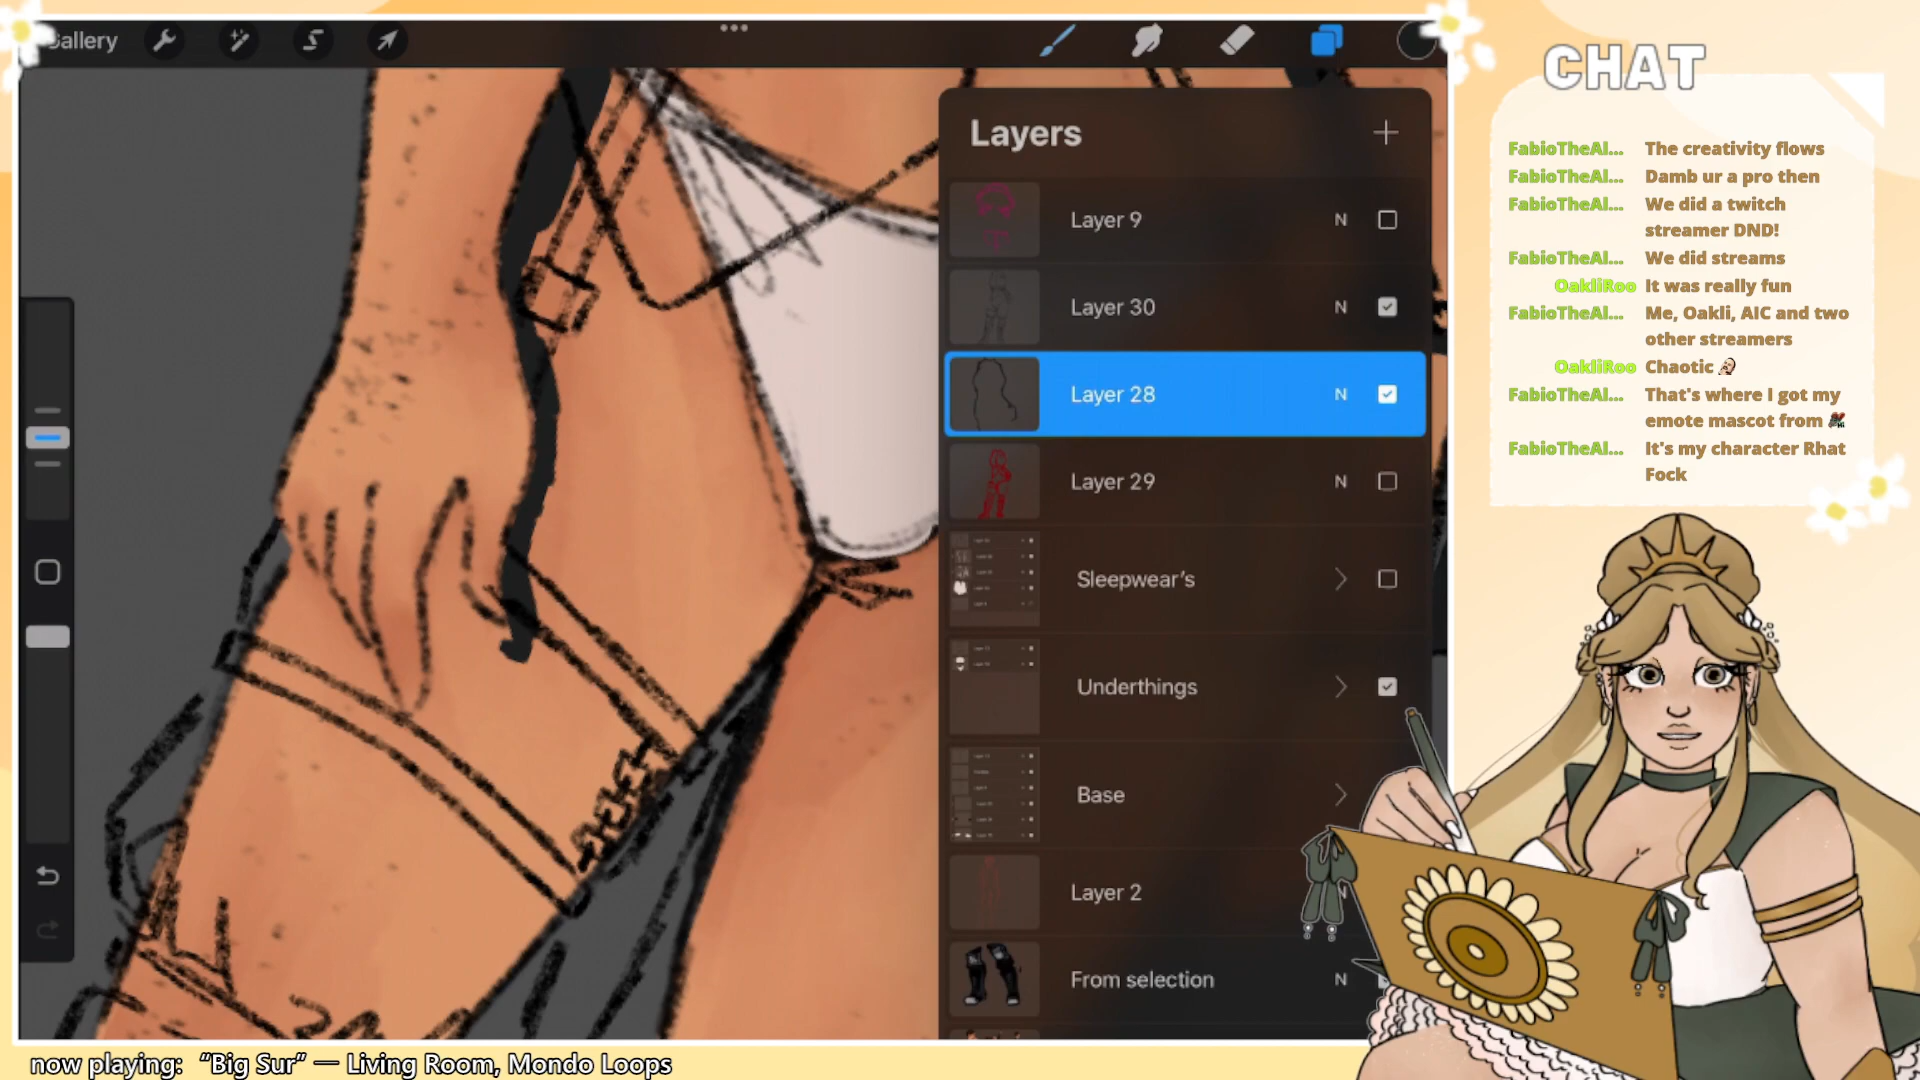 Gallery
CHAT
Layers
Layer 9 N
Layer 30 N
Layer 28 N
Layer 29 N
Sleepwear's
Underthings
Base
Layer 2
From selection N
FabioTheAl... The creativity flows
FabioTheAl... Damb ur a pro then
FabioTheAl... We did a twitch
streamer DND!
FabioTheAl... We did streams
OakliRoo It was really fun
FabioTheAl... Me, Oakli, AIC and two
other streamers
OakliRoo Chaotic
FabioTheAl... That's where I got my
emote mascot from
FabioTheAl... It's my character Rhat
Fock
now playing: “Big Sur” — Living Room, Mondo Loops